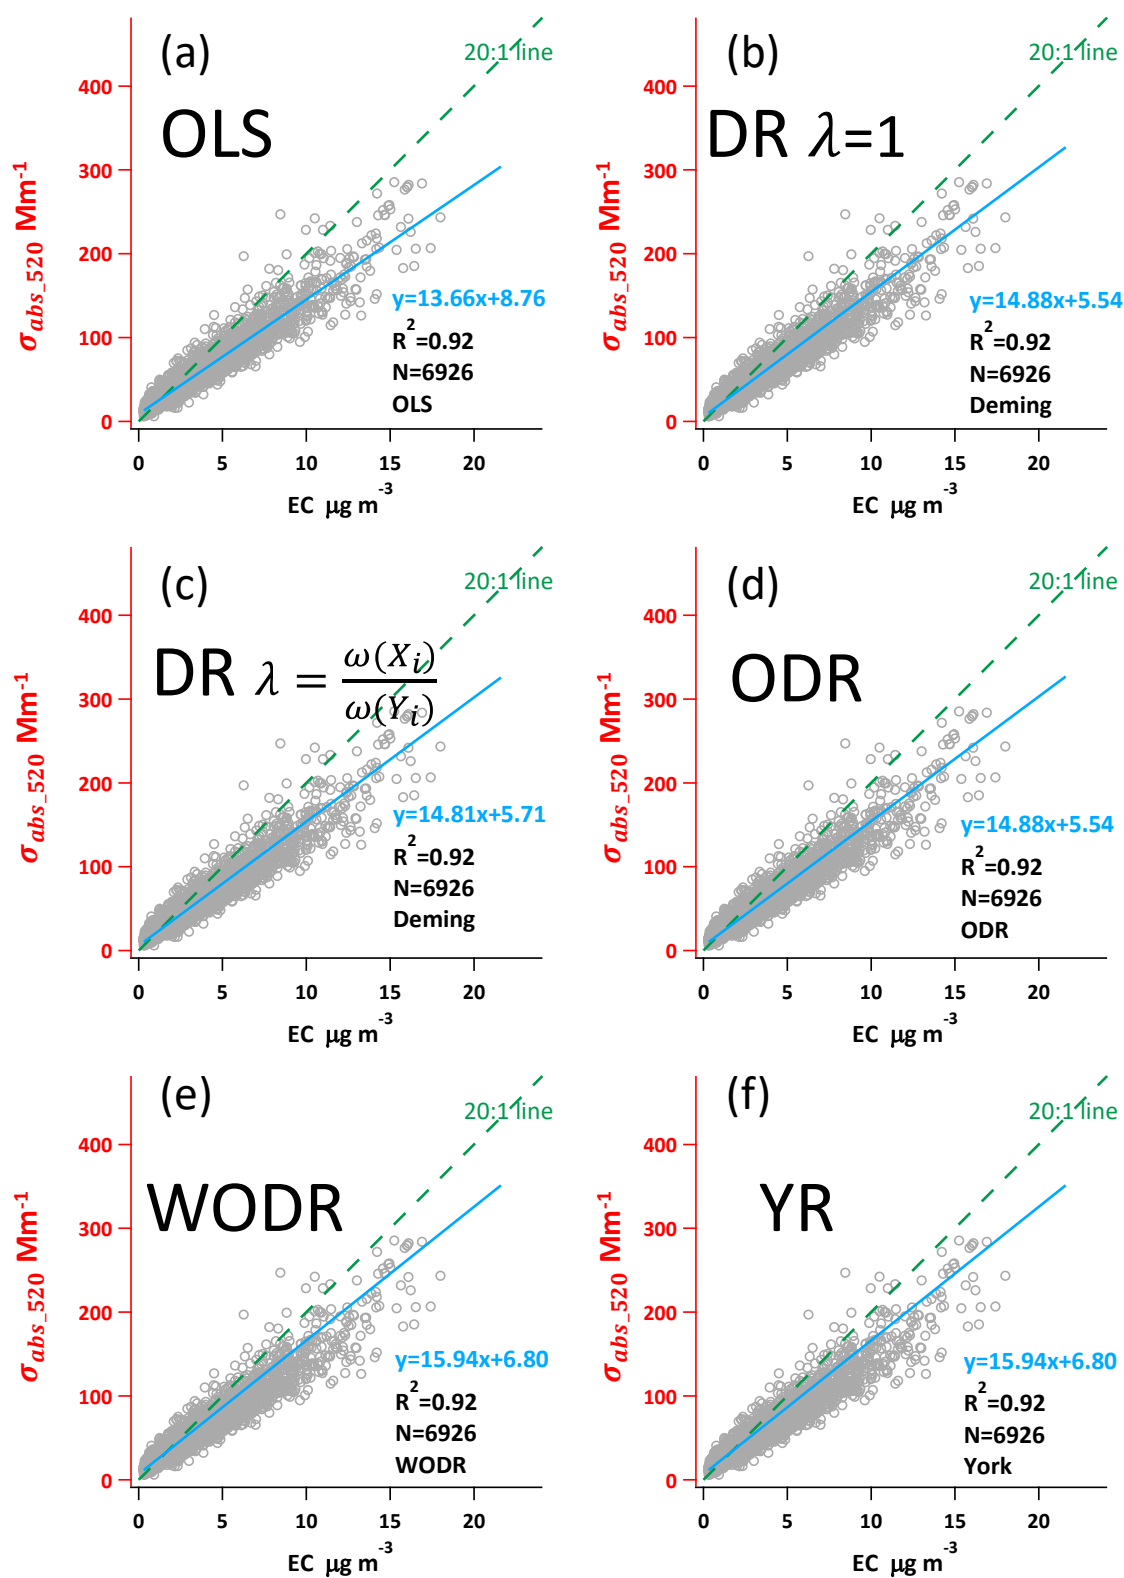 (a)
20:1 line
OLS
400
300
200
100
0
σabs_520 Mm-1
y=13.66x+8.76
R2=0.92
N=6926
OLS
0 5 10 15 20
EC μg m-3
(b)
20:1 line
DR λ=1
400
300
200
100
0
σabs_520 Mm-1
y=14.88x+5.54
R2=0.92
N=6926
Deming
0 5 10 15 20
EC μg m-3
(c)
20:1 line
DR λ = ω(Xi)/ω(Yi)
400
300
200
100
0
σabs_520 Mm-1
y=14.81x+5.71
R2=0.92
N=6926
Deming
0 5 10 15 20
EC μg m-3
(d)
20:1 line
ODR
400
300
200
100
0
σabs_520 Mm-1
y=14.88x+5.54
R2=0.92
N=6926
ODR
0 5 10 15 20
EC μg m-3
(e)
20:1 line
WODR
400
300
200
100
0
σabs_520 Mm-1
y=15.94x+6.80
R2=0.92
N=6926
WODR
0 5 10 15 20
EC μg m-3
(f)
20:1 line
YR
400
300
200
100
0
σabs_520 Mm-1
y=15.94x+6.80
R2=0.92
N=6926
York
0 5 10 15 20
EC μg m-3